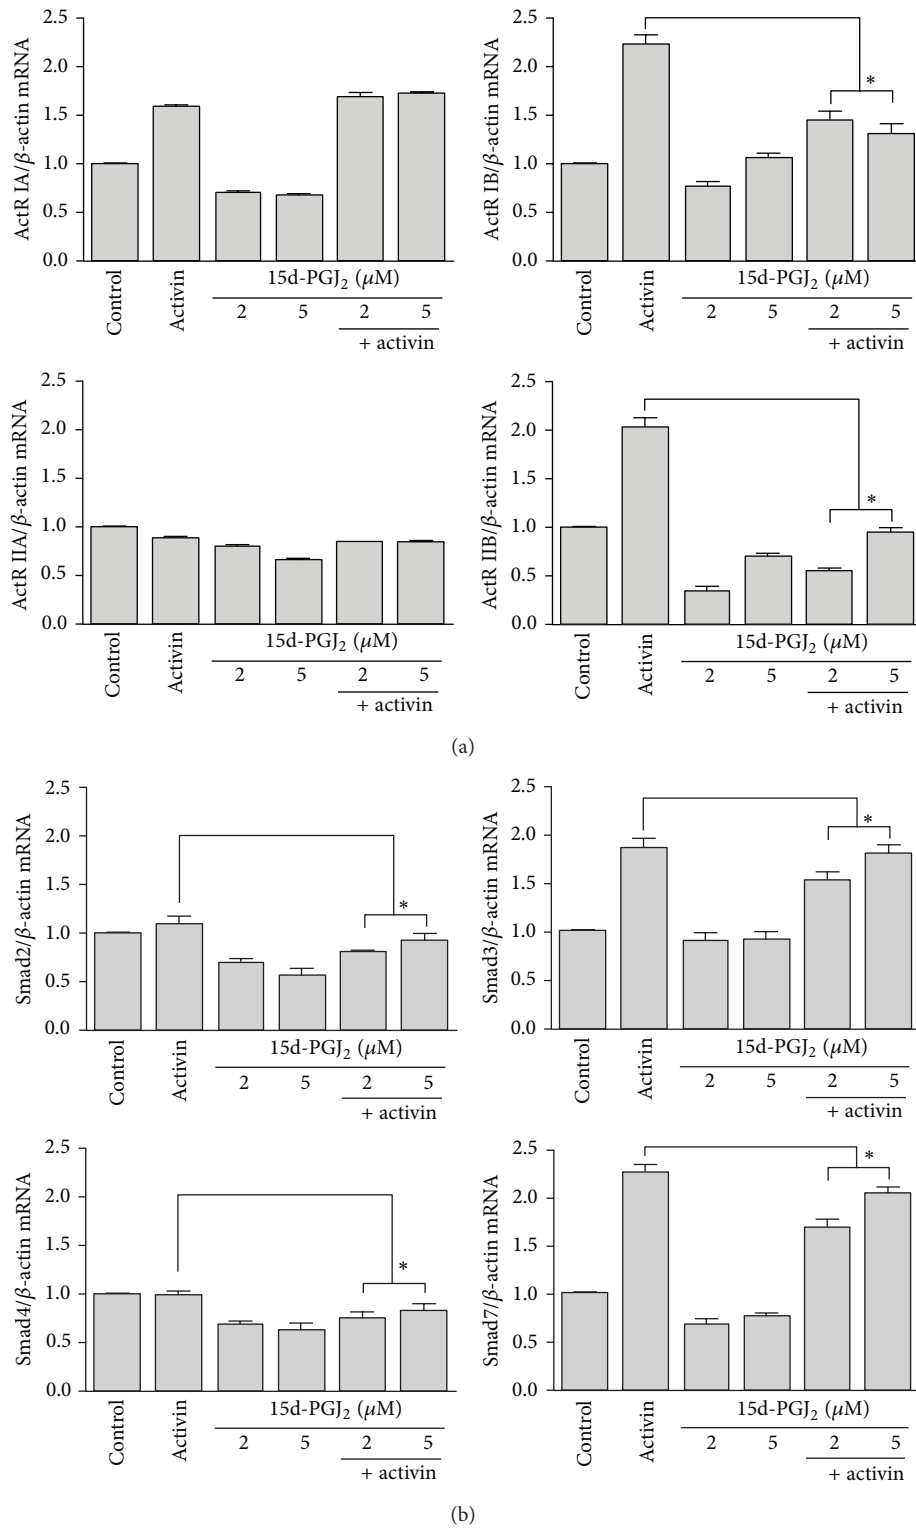 ActR IA/β-actin mRNA
2.5
2.0
1.5
1.0
0.5
0.0
Control
Activin
15d-PGJ₂ (μM)
2 5 2 5
+ activin
ActR IB/β-actin mRNA
2.5
2.0
1.5
1.0
0.5
0.0
*
Control
Activin
15d-PGJ₂ (μM)
2 5 2 5
+ activin
ActR IIA/β-actin mRNA
2.5
2.0
1.5
1.0
0.5
0.0
Control
Activin
15d-PGJ₂ (μM)
2 5 2 5
+ activin
ActR IIB/β-actin mRNA
2.5
2.0
1.5
1.0
0.5
0.0
*
Control
Activin
15d-PGJ₂ (μM)
2 5 2 5
+ activin
(a)
Smad2/β-actin mRNA
2.5
2.0
1.5
1.0
0.5
0.0
*
Control
Activin
15d-PGJ₂ (μM)
2 5 2 5
+ activin
Smad3/β-actin mRNA
2.5
2.0
1.5
1.0
0.5
0.0
*
Control
Activin
15d-PGJ₂ (μM)
2 5 2 5
+ activin
Smad4/β-actin mRNA
2.5
2.0
1.5
1.0
0.5
0.0
*
Control
Activin
15d-PGJ₂ (μM)
2 5 2 5
+ activin
Smad7/β-actin mRNA
2.5
2.0
1.5
1.0
0.5
0.0
*
Control
Activin
15d-PGJ₂ (μM)
2 5 2 5
+ activin
(b)